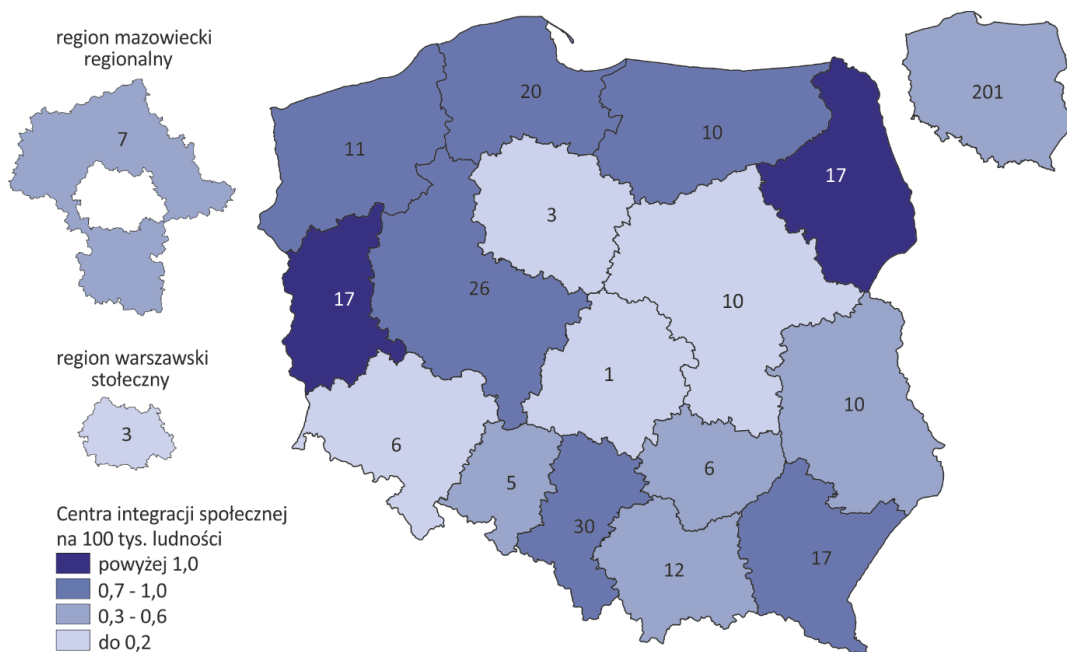 region mazowiecki
regionalny
7
region warszawski
stołeczny
3
Centra integracji społecznej
na 100 tys. ludności
powyżej 1,0
0,7 - 1,0
0,3 - 0,6
do 0,2
11
20
10
17
201
3
17
26
10
1
10
6
5
6
30
12
17